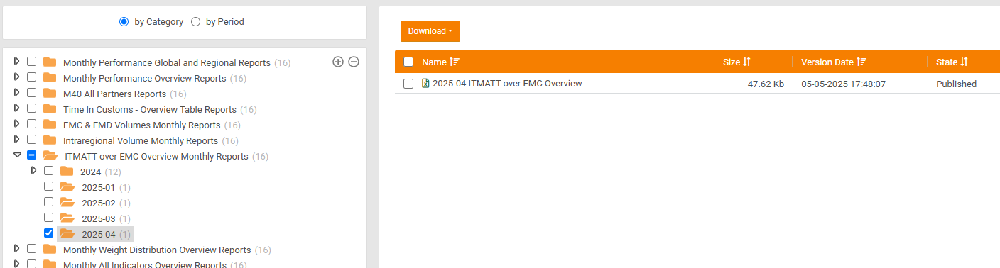 by Category by Period
Monthly Performance Global and Regional Reports (16)
Monthly Performance Overview Reports (16)
M40 All Partners Reports (16)
Time In Customs - Overview Table Reports (16)
EMC & EMD Volumes Monthly Reports (16)
Intraregional Volume Monthly Reports (16)
ITMATT over EMC Overview Monthly Reports (16)
2024 (12)
2025-01 (1)
2025-02 (1)
2025-03 (1)
2025-04 (1)
Monthly Weight Distribution Overview Reports (16)
Monthly All Indicators Overview Reports (16)
Download
Name Size Version Date State
2025-04 ITMATT over EMC Overview 47.62 Kb 05-05-2025 17:48:07 Published